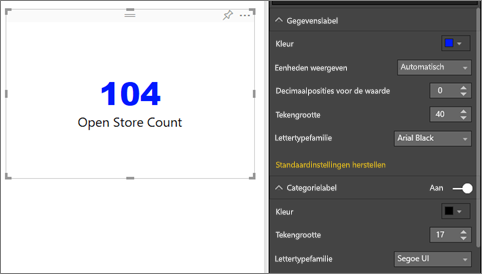 104
Open Store Count
Gegevenslabel
Kleur
Eenheden weergeven Automatisch
Decimaalposities voor de waarde 0
Tekengrootte 40
Lettertypefamilie Arial Black
Standaardinstellingen herstellen
Categorielabel Aan
Kleur
Tekengrootte 17
Lettertypefamilie Segoe UI